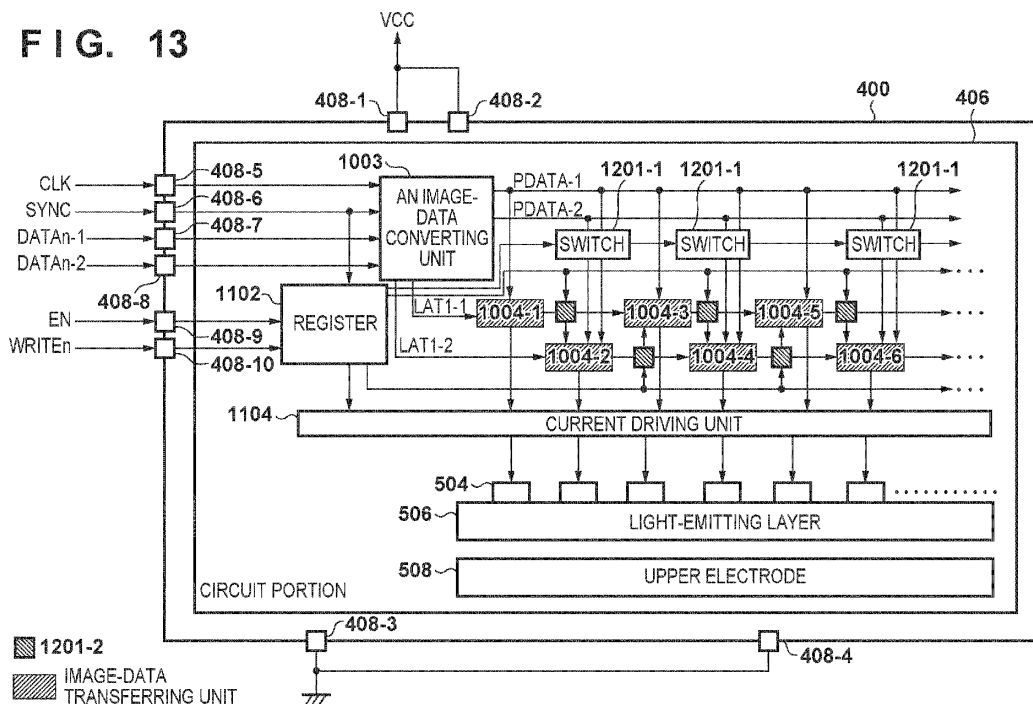 FIG. 13
VCC
408-1
408-2
400
406
CLK
408-5
SYNC
408-6
DATAn-1
408-7
DATAn-2
408-8
EN
408-9
WRITEn
408-10
1003
AN IMAGE-
DATA
CONVERTING
UNIT
PDATA-1
PDATA-2
1201-1
1201-1
1201-1
SWITCH
SWITCH
SWITCH
1102
REGISTER
LAT1-1
LAT1-2
1004-1
1004-3
1004-5
1004-2
1004-4
1004-6
1104
CURRENT DRIVING UNIT
504
506
LIGHT-EMITTING LAYER
508
UPPER ELECTRODE
CIRCUIT PORTION
408-3
408-4
1201-2
IMAGE-DATA
TRANSFERRING UNIT